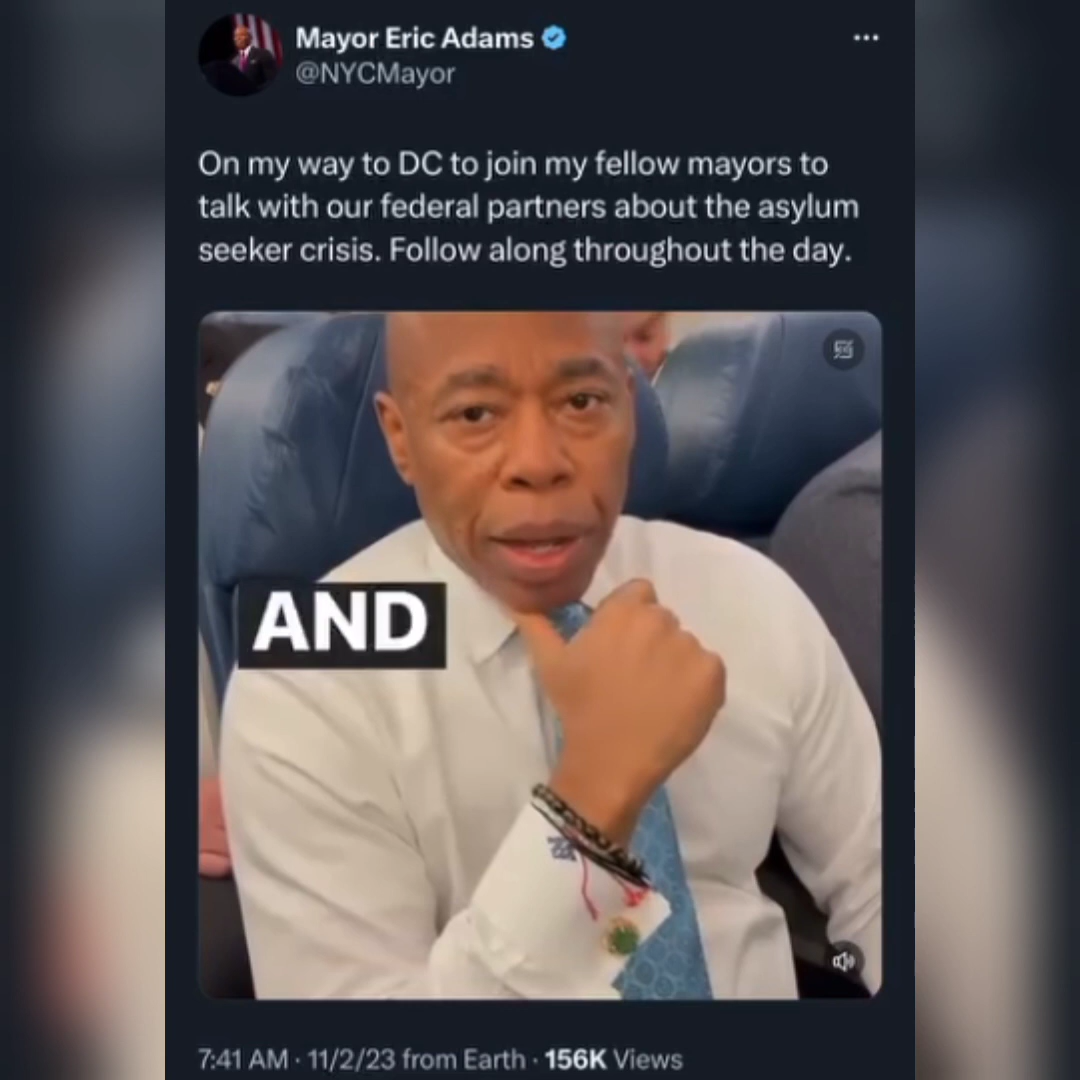 Mayor Eric Adams
@NYCMayor
On my way to DC to join my fellow mayors to
talk with our federal partners about the asylum
seeker crisis. Follow along throughout the day.
AND
7:41 AM · 11/2/23 from Earth · 156K Views